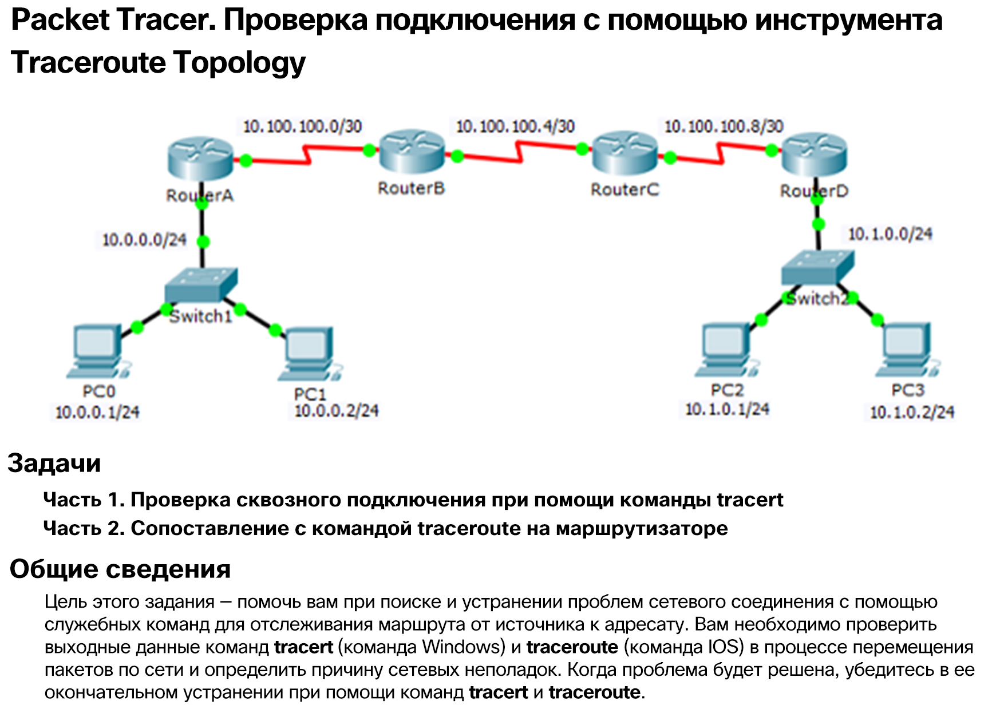 Packet Tracer. Проверка подключения с помощью инструмента
Traceroute Topology
10.100.100.0/30
10.100.100.4/30
10.100.100.8/30
RouterA
RouterB
RouterC
RouterD
10.0.0.0/24
10.1.0.0/24
Switch1
Switch2
PC0
10.0.0.1/24
PC1
10.0.0.2/24
PC2
10.1.0.1/24
PC3
10.1.0.2/24
Задачи
Часть 1. Проверка сквозного подключения при помощи команды tracert
Часть 2. Сопоставление с командой traceroute на маршрутизаторе
Общие сведения
Цель этого задания — помочь вам при поиске и устранении проблем сетевого соединения с помощью
служебных команд для отслеживания маршрута от источника к адресату. Вам необходимо проверить
выходные данные команд tracert (команда Windows) и traceroute (команда IOS) в процессе перемещения
пакетов по сети и определить причину сетевых неполадок. Когда проблема будет решена, убедитесь в ее
окончательном устранении при помощи команд tracert и traceroute.